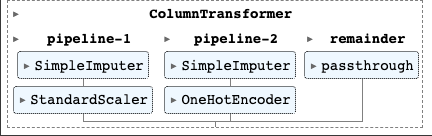 ColumnTransformer
pipeline-1 pipeline-2 remainder
SimpleImputer SimpleImputer passthrough
StandardScaler OneHotEncoder